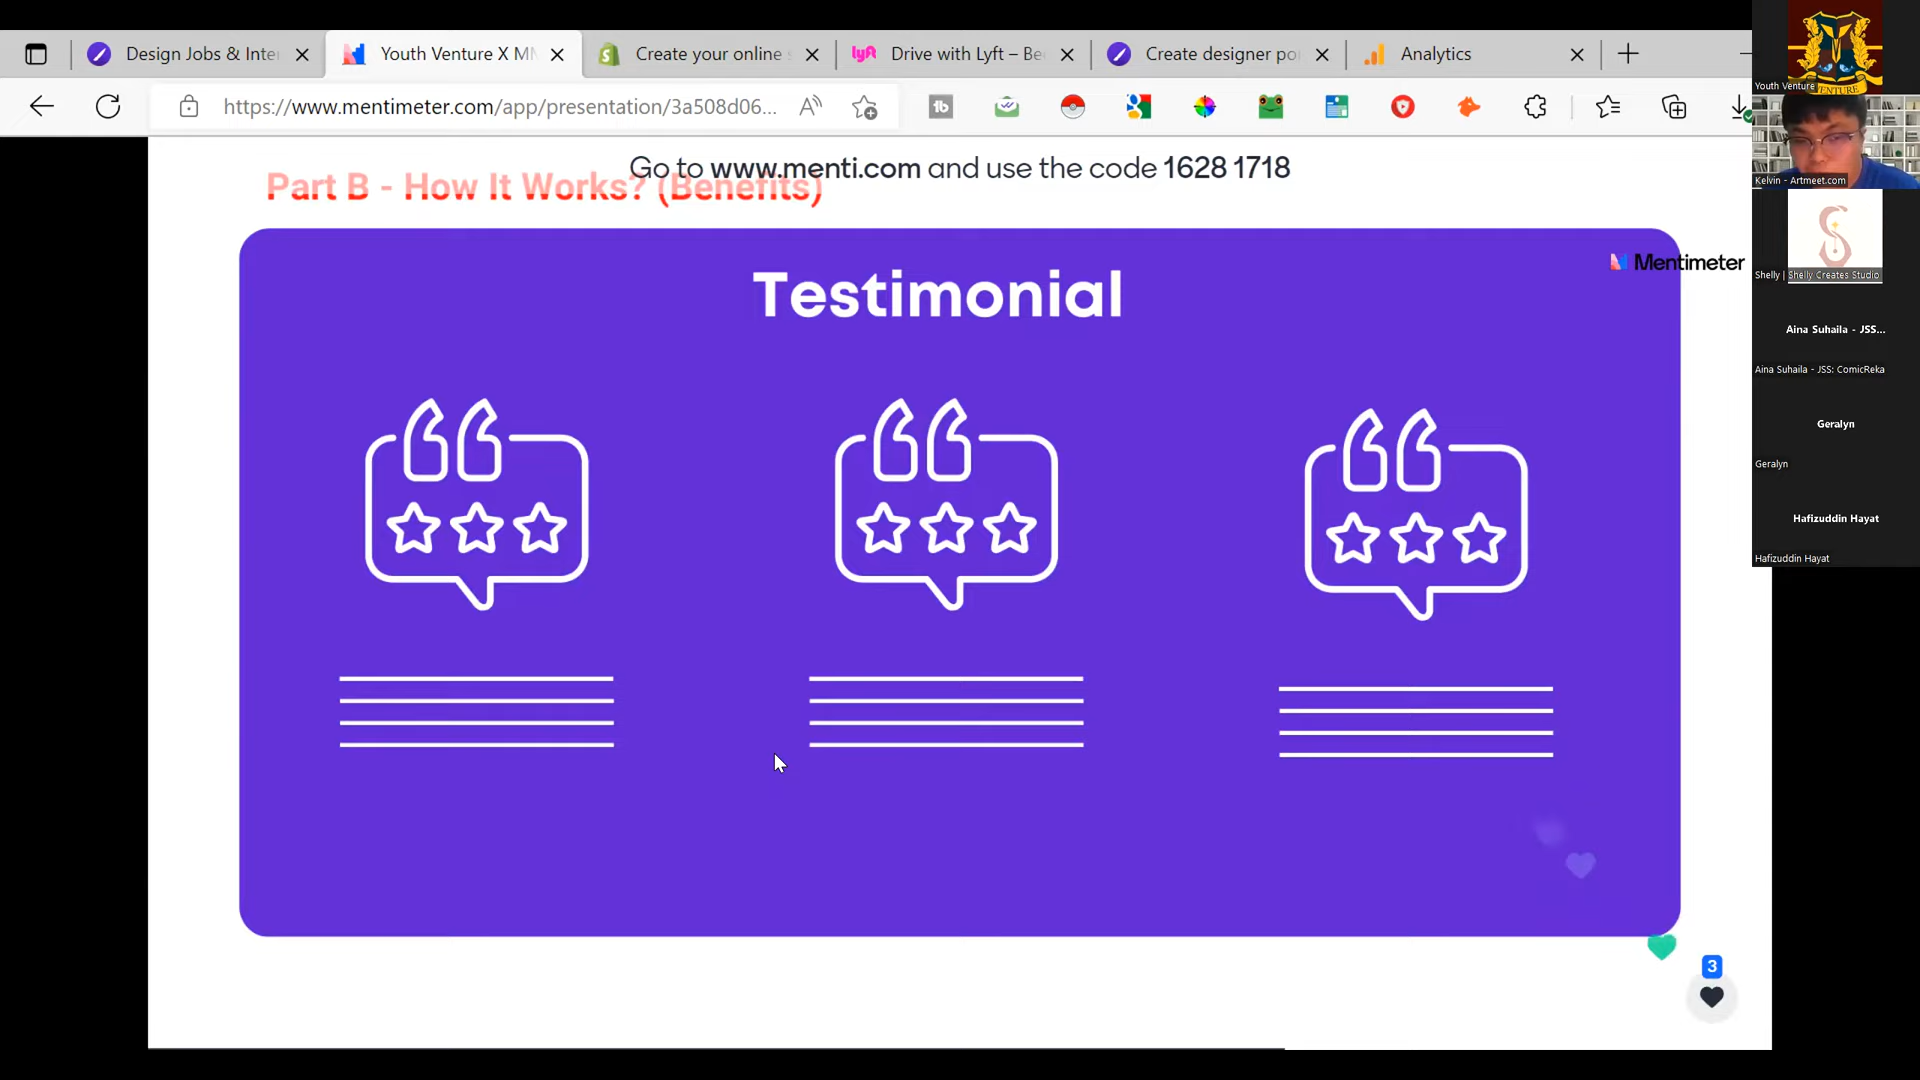 Design Jobs & Inte
Youth Venture X MM
Create your online s
Drive with Lyft – Be
Create designer po
Analytics
https://www.mentimeter.com/app/presentation/3a508d06...
Go to www.menti.com and use the code 1628 1718
Part B - How It Works? (Benefits)
Mentimeter
Testimonial
3
VENTURE
Youth Venture
Kelvin - Artmeet.com
Shelly | Shelly Creates Studio
Aina Suhaila - JSS...
Aina Suhaila - JSS: ComicReka
Geralyn
Geralyn
Hafizuddin Hayat
Hafizuddin Hayat